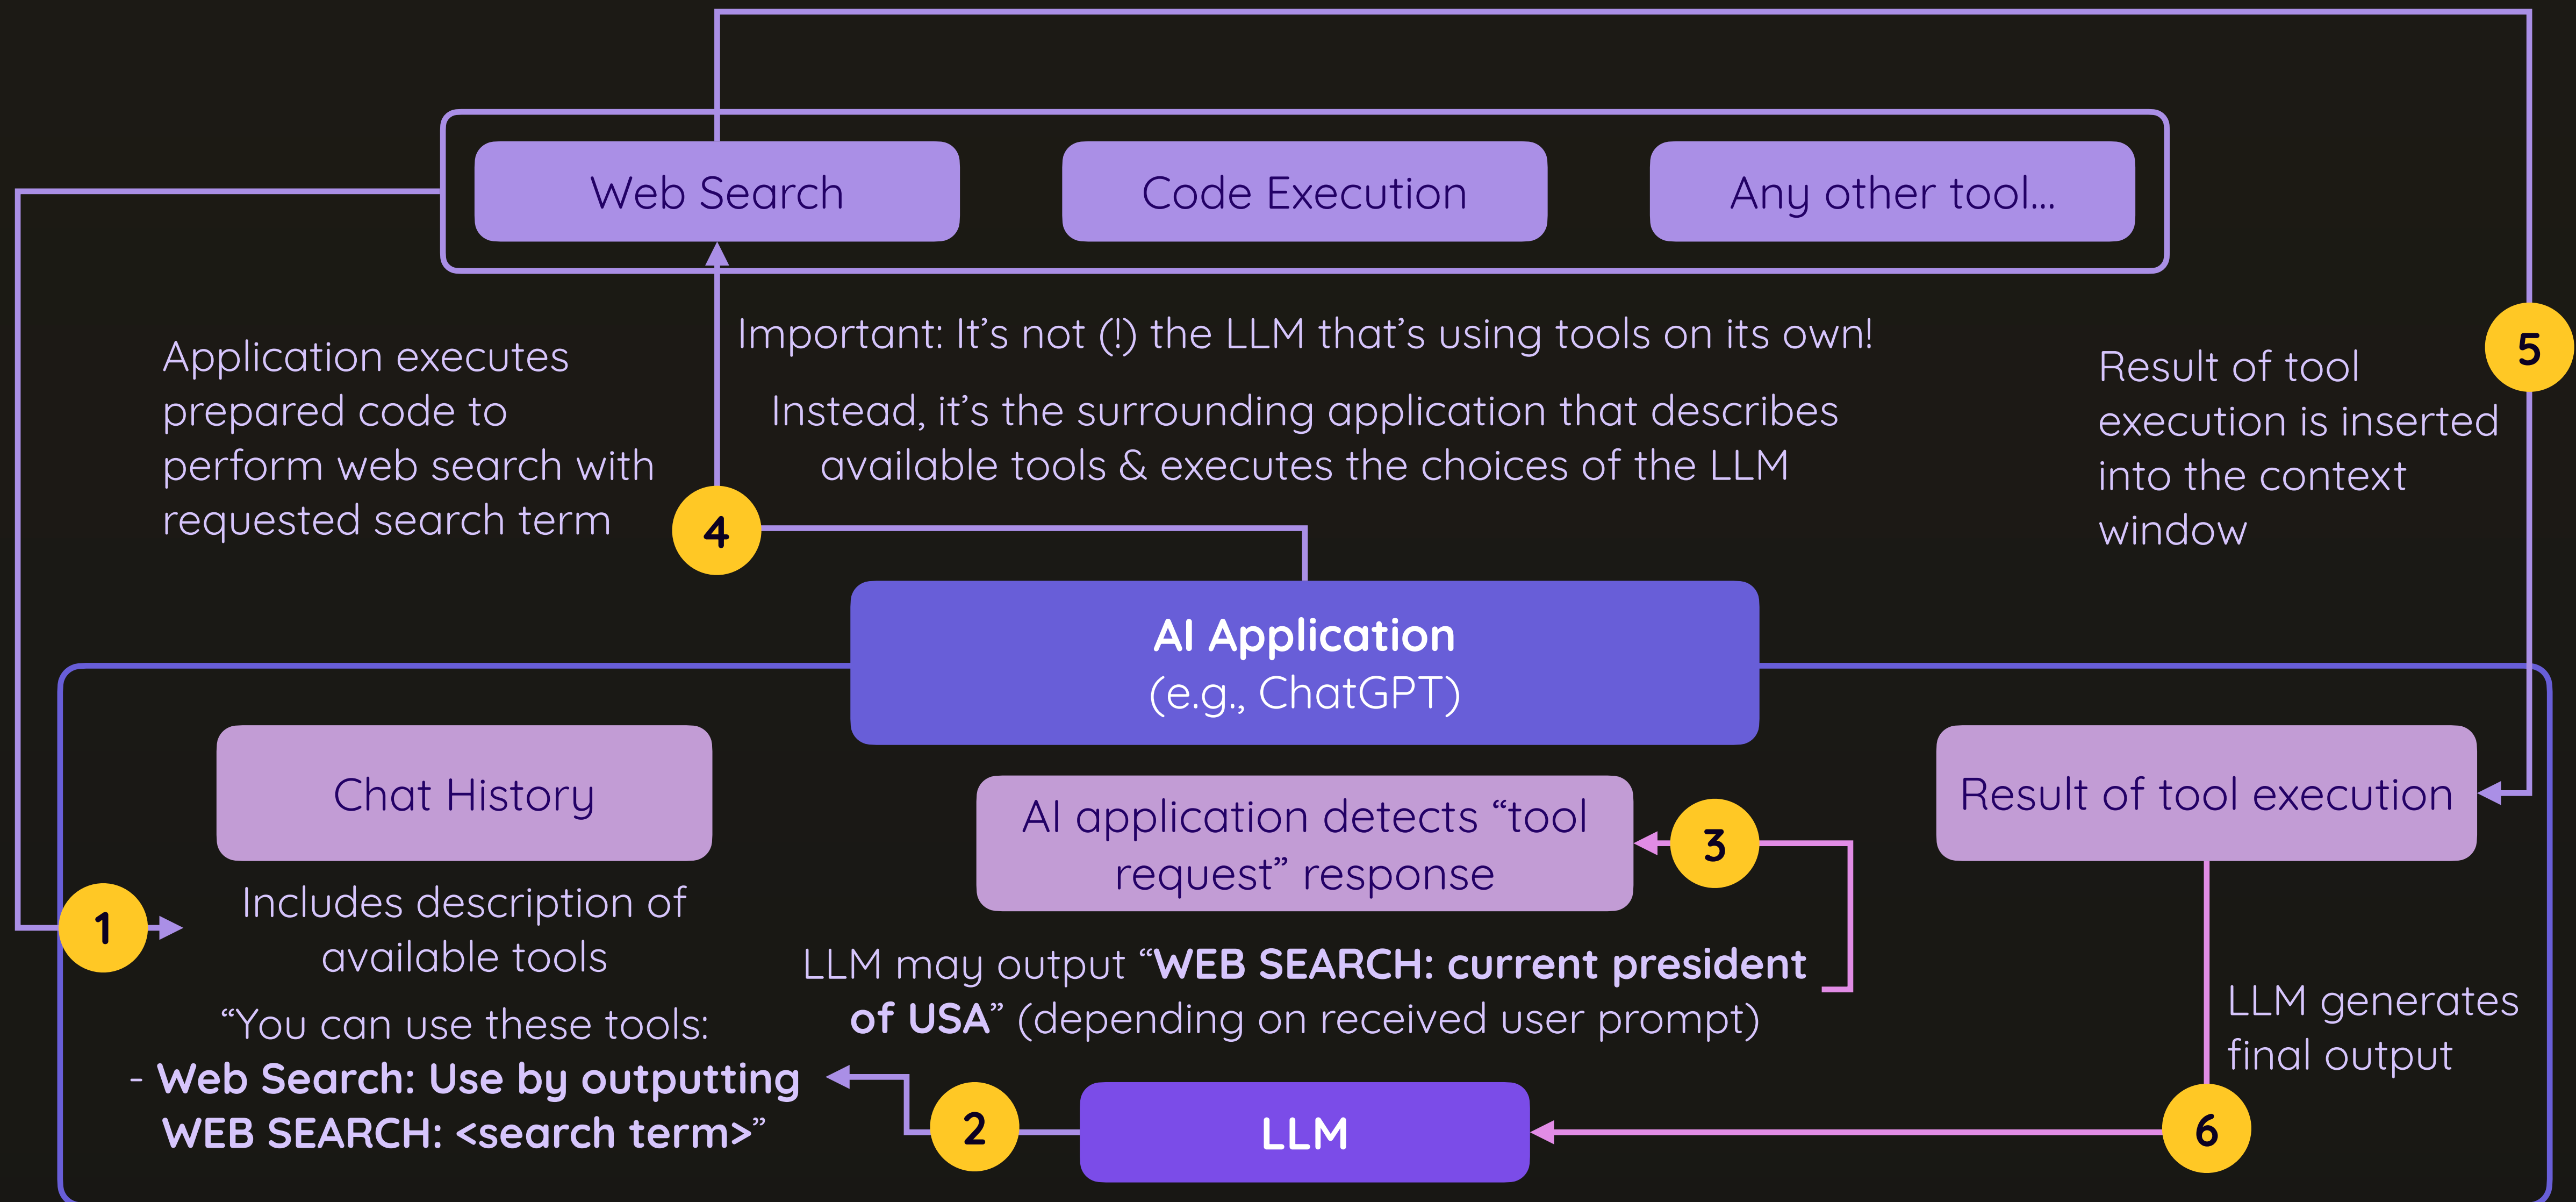 Web Search
Code Execution
Any other tool...
Application executes
prepared code to
perform web search with
requested search term
Important: It’s not (!) the LLM that’s using tools on its own!
Instead, it’s the surrounding application that describes
available tools & executes the choices of the LLM
4
5
Result of tool
execution is inserted
into the context
window
AI Application
(e.g., ChatGPT)
Chat History
1
Includes description of
available tools
“You can use these tools:
- Web Search: Use by outputting
WEB SEARCH: <search term>”
AI application detects “tool
request” response
3
LLM may output “WEB SEARCH: current president
of USA” (depending on received user prompt)
2
LLM
Result of tool execution
LLM generates
final output
6